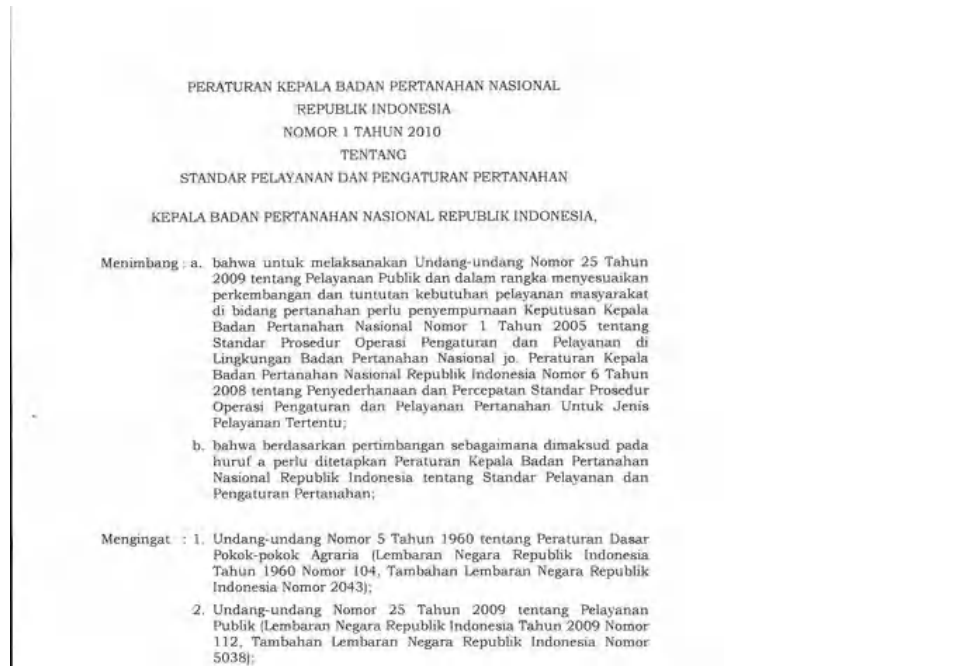 PERATURAN KEPALA BADAN PERTANAHAN NASIONAL
REPUBLIK INDONESIA
NOMOR 1 TAHUN 2010
TENTANG
STANDAR PELAYANAN DAN PENGATURAN PERTANAHAN
KEPALA BADAN PERTANAHAN NASIONAL REPUBLIK INDONESIA,
Menimbang : a. bahwa untuk melaksanakan Undang-undang Nomor 25 Tahun
2009 tentang Pelayanan Publik dan dalam rangka menyesuaikan
perkembangan dan tuntutan kebutuhan pelayanan masyarakat
di bidang pertanahan perlu penyempurnaan Keputusan Kepala
Badan Pertanahan Nasional Nomor 1 Tahun 2005 tentang
Standar Prosedur Operasi Pengaturan dan Pelayanan di
Lingkungan Badan Pertanahan Nasional jo. Peraturan Kepala
Badan Pertanahan Nasional Republik Indonesia Nomor 6 Tahun
2008 tentang Penyederhanaan dan Percepatan Standar Prosedur
Operasi Pengaturan dan Pelayanan Pertanahan Untuk Jenis
Pelayanan Tertentu;
b. bahwa berdasarkan pertimbangan sebagaimana dimaksud pada
huruf a perlu ditetapkan Peraturan Kepala Badan Pertanahan
Nasional Republik Indonesia tentang Standar Pelayanan dan
Pengaturan Pertanahan;
Mengingat : 1. Undang-undang Nomor 5 Tahun 1960 tentang Peraturan Dasar
Pokok-pokok Agraria (Lembaran Negara Republik Indonesia
Tahun 1960 Nomor 104, Tambahan Lembaran Negara Republik
Indonesia Nomor 2043);
2. Undang-undang Nomor 25 Tahun 2009 tentang Pelayanan
Publik (Lembaran Negara Republik Indonesia Tahun 2009 Nomor
112, Tambahan Lembaran Negara Republik Indonesia Nomor
5038);